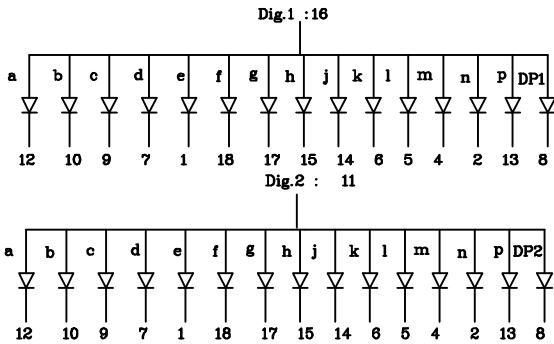 Dig.1 :16
a b c d e f g h j k l m n p DP1
12 10 9 7 1 18 17 15 14 6 5 4 2 13 8
Dig.2 : 11
a b c d e f g h j k l m n p DP2
12 10 9 7 1 18 17 15 14 6 5 4 2 13 8